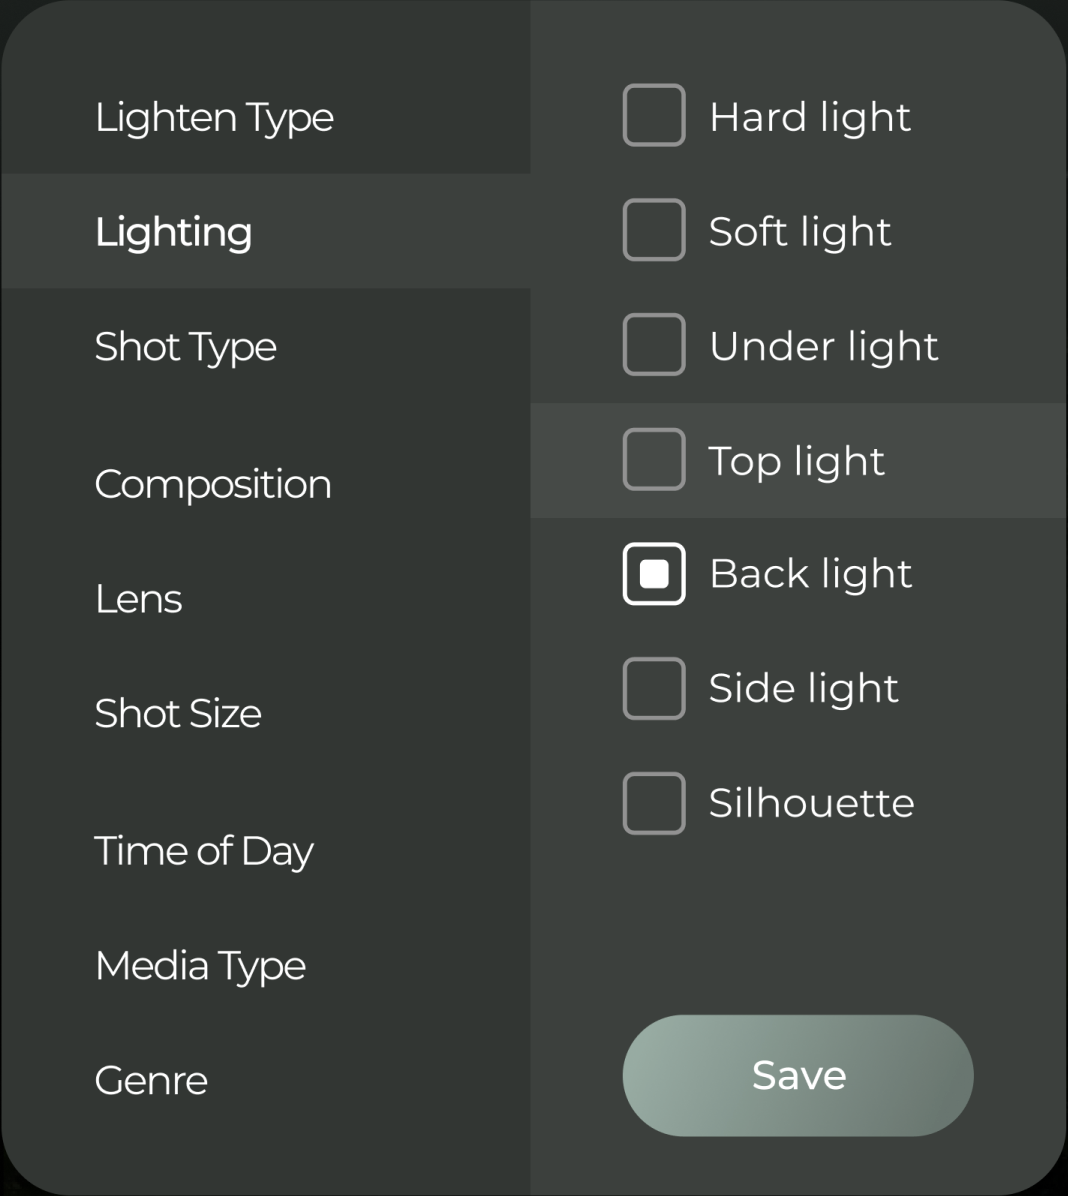 Lighten Type
Lighting
Shot Type
Composition
Lens
Shot Size
Time of Day
Media Type
Genre
Hard light
Soft light
Under light
Top light
Back light
Side light
Silhouette
Save